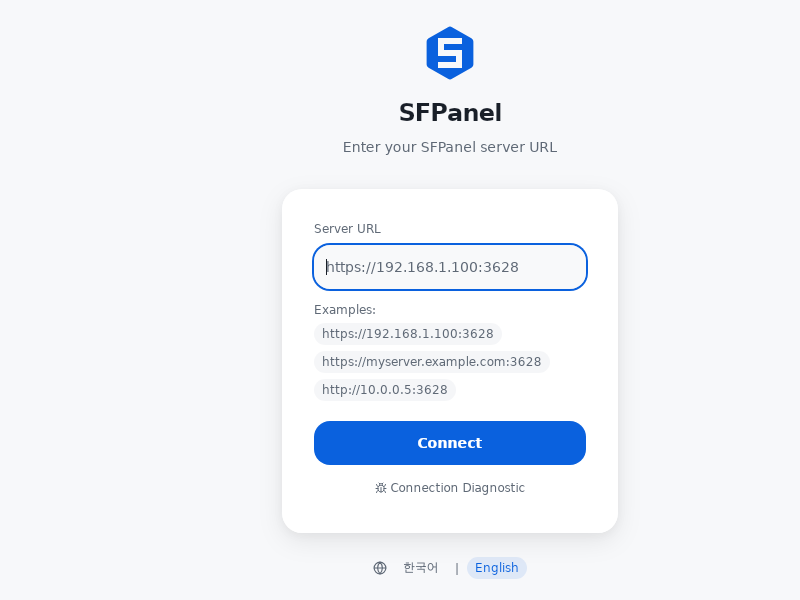 SFPanel
Enter your SFPanel server URL
Server URL
https://192.168.1.100:3628
Examples:
https://192.168.1.100:3628
https://myserver.example.com:3628
http://10.0.0.5:3628
Connect
Connection Diagnostic
한국어 | English